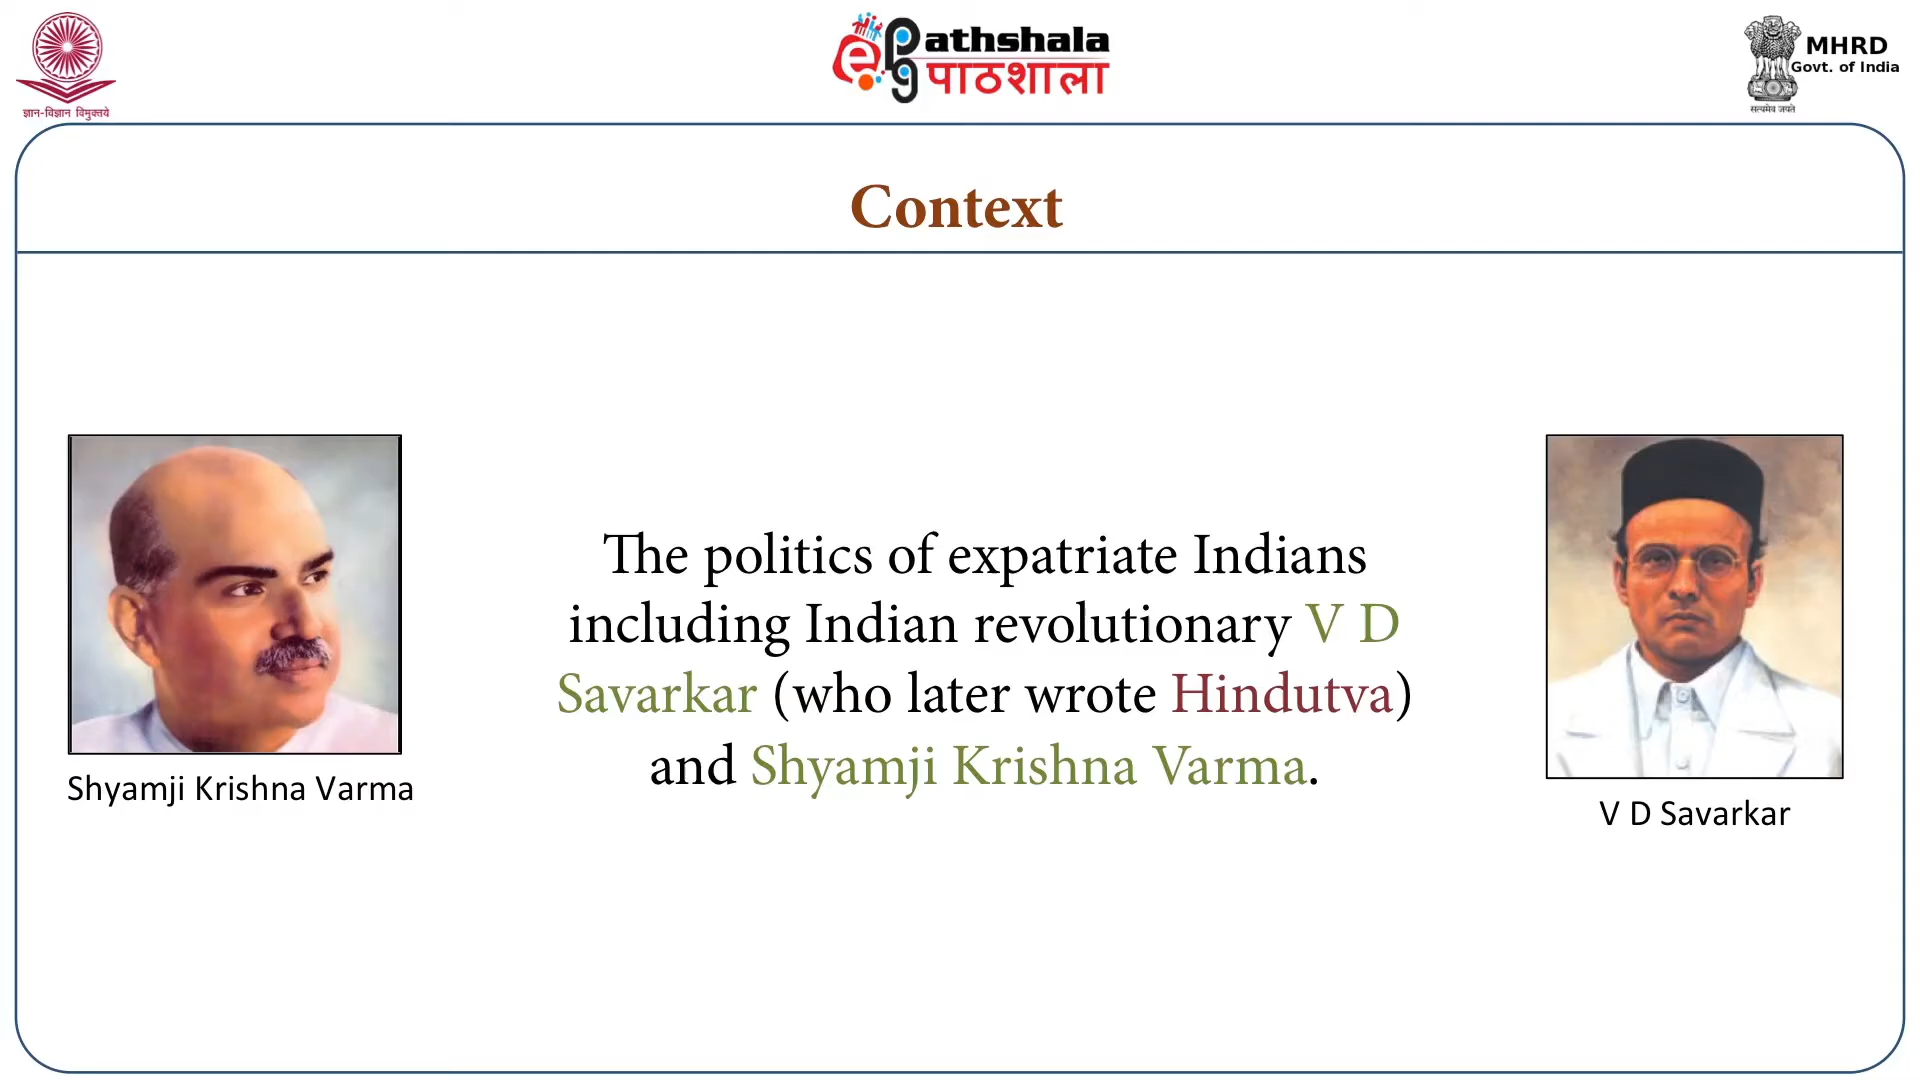 ज्ञान-विज्ञान विमुक्तये
ePG Pathshala
पाठशाला
MHRD
Govt. of India
सत्यमेव जयते
Context
The politics of expatriate Indians
including Indian revolutionary V D
Savarkar (who later wrote Hindutva)
and Shyamji Krishna Varma.
Shyamji Krishna Varma
V D Savarkar